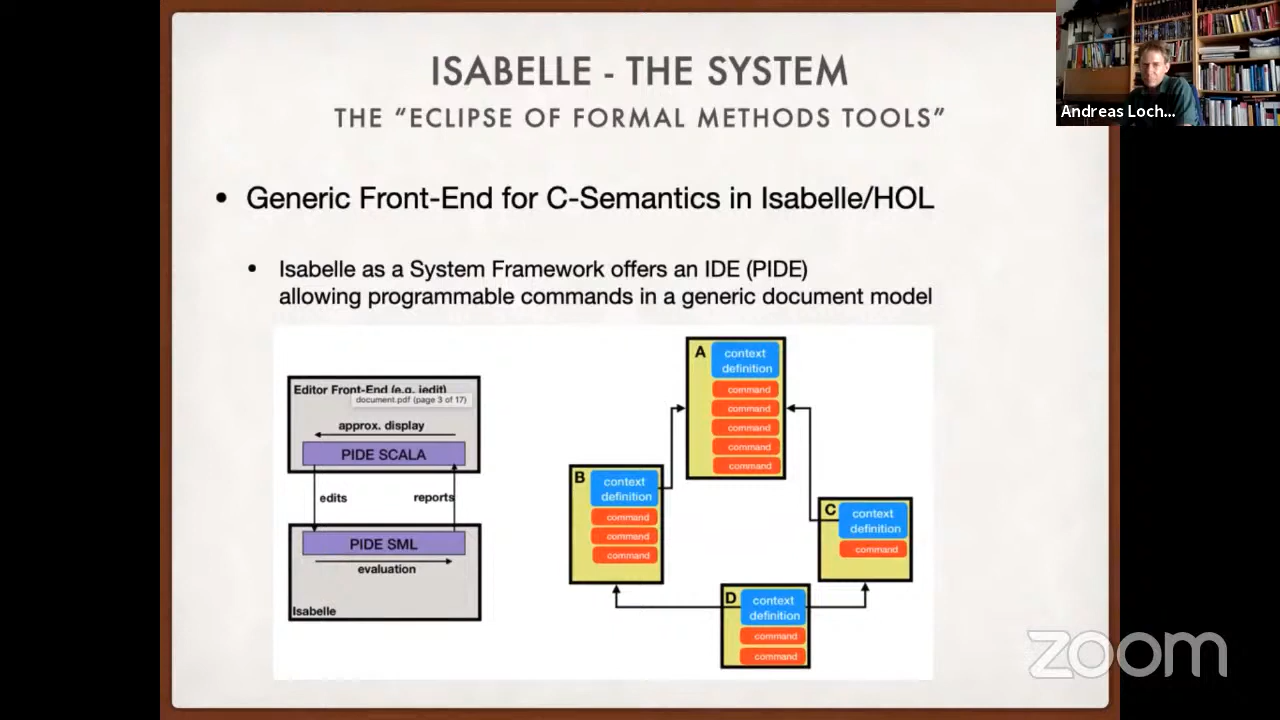 ISABELLE - THE SYSTEM
THE “ECLIPSE OF FORMAL METHODS TOOLS”
Andreas Loch...
• Generic Front-End for C-Semantics in Isabelle/HOL
• Isabelle as a System Framework offers an IDE (PIDE)
allowing programmable commands in a generic document model
Editor Front-End (e.g. jedit)
document.pdf (page 3 of 17)
approx. display
PIDE SCALA
edits
reports
PIDE SML
evaluation
Isabelle
A
context
definition
command
command
command
command
command
B
context
definition
command
command
command
C
context
definition
command
D
context
definition
command
command
zoom